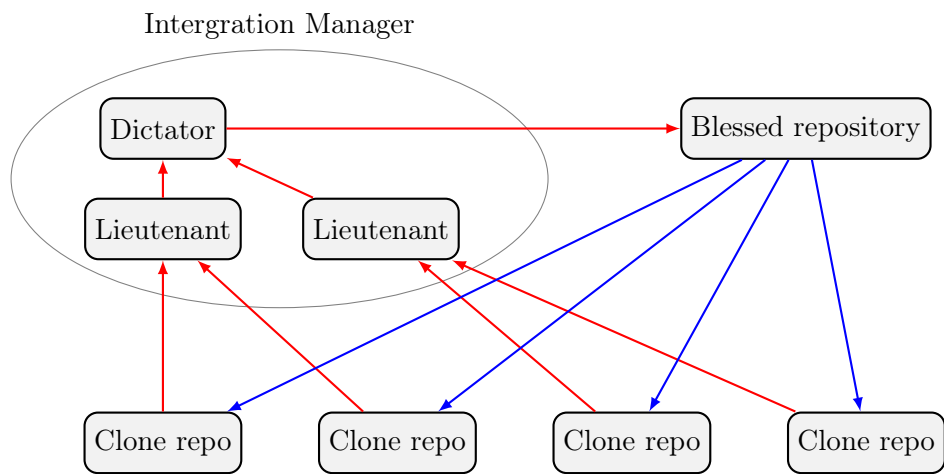 Intergration Manager
Dictator
Blessed repository
Lieutenant
Lieutenant
Clone repo
Clone repo
Clone repo
Clone repo